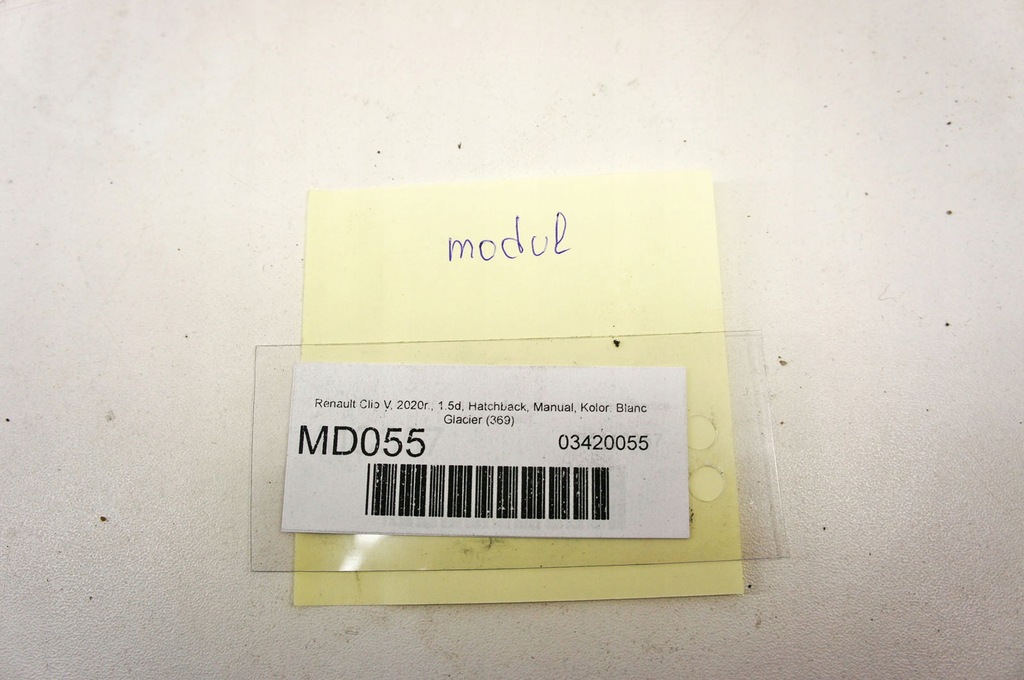 modul
Renault Clio V, 2020r., 1.5d, Hatchback, Manual, Kolor: Blanc
Glacier (369)
MD055 03420055